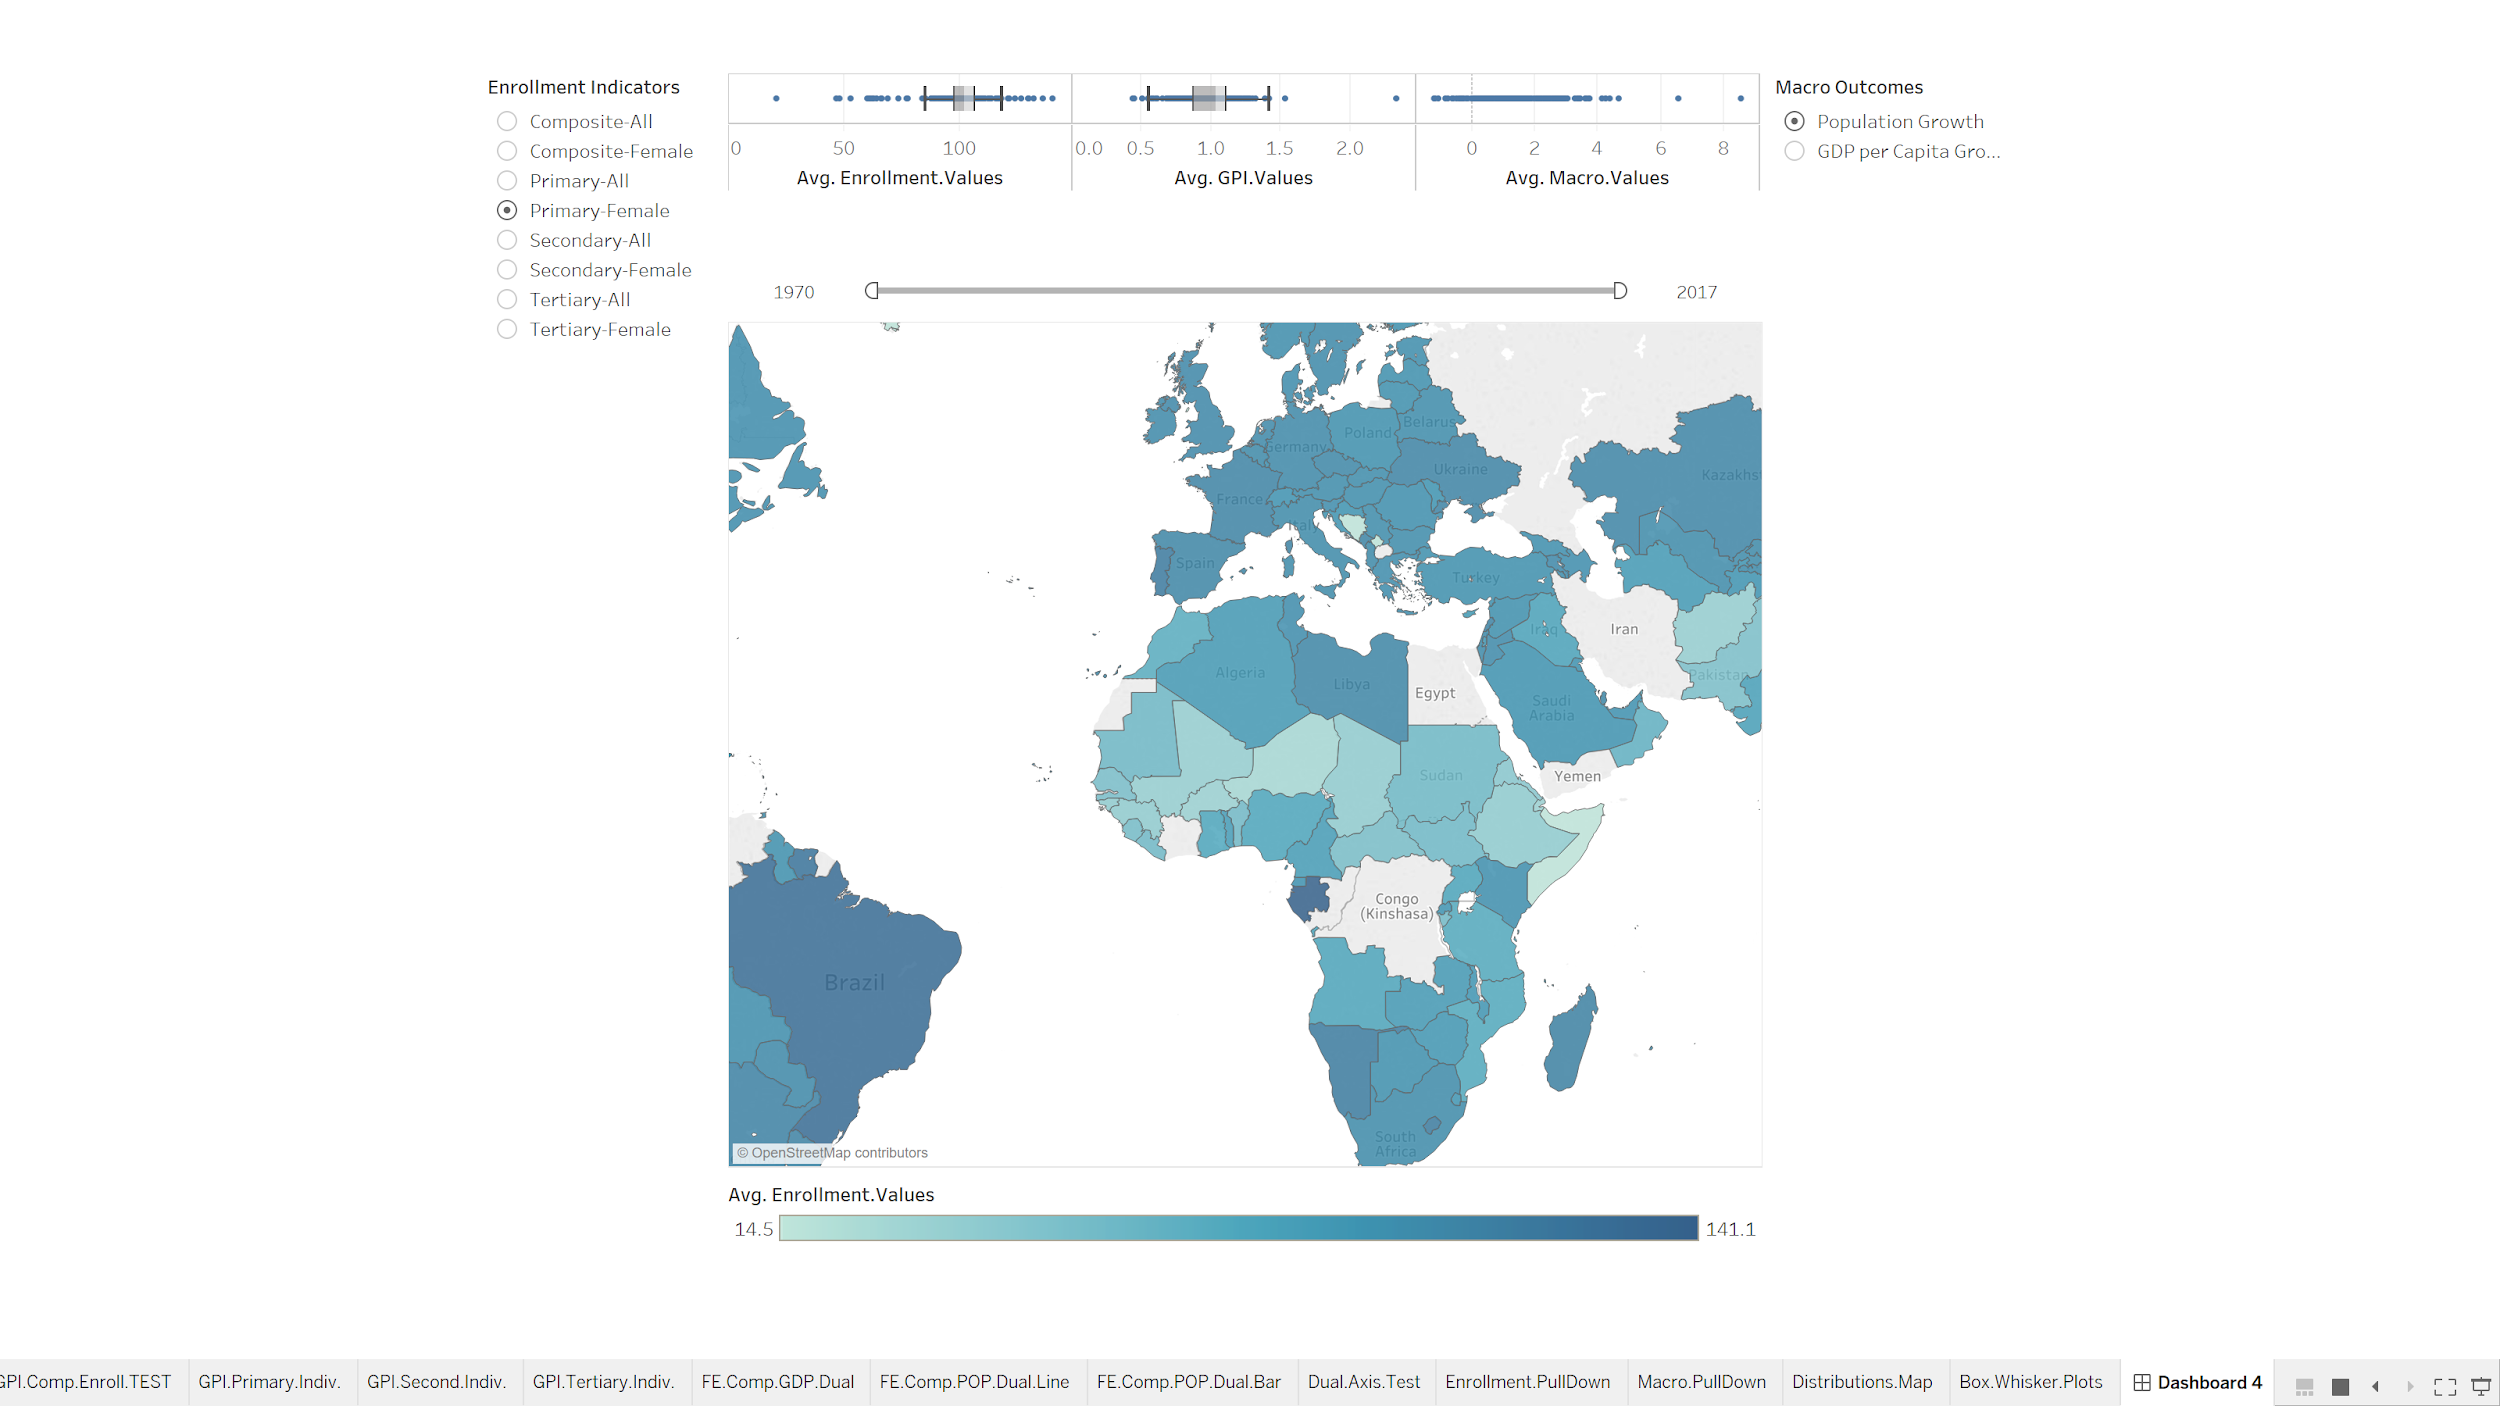 Enrollment Indicators
Composite-All
Composite-Female
Primary-All
Primary-Female
Secondary-All
Secondary-Female
Tertiary-All
Tertiary-Female
0 50 100
Avg. Enrollment.Values
0.0 0.5 1.0 1.5 2.0
Avg. GPI.Values
0 2 4 6 8
Avg. Macro.Values
Macro Outcomes
Population Growth
GDP per Capita Gro...
1970 2017
Belarus
Poland
Germany
Ukraine
Kazakhst
France
Italy
Spain
Turkey
Iraq
Iran
Algeria
Libya
Egypt
Pakistan
Saudi
Arabia
Sudan
Yemen
Congo
(Kinshasa)
Brazil
South
Africa
© OpenStreetMap contributors
Avg. Enrollment.Values
14.5 141.1
GPI.Comp.Enroll.TEST GPI.Primary.Indiv. GPI.Second.Indiv. GPI.Tertiary.Indiv. FE.Comp.GDP.Dual FE.Comp.POP.Dual.Line FE.Comp.POP.Dual.Bar Dual.Axis.Test Enrollment.PullDown Macro.PullDown Distributions.Map Box.Whisker.Plots Dashboard 4